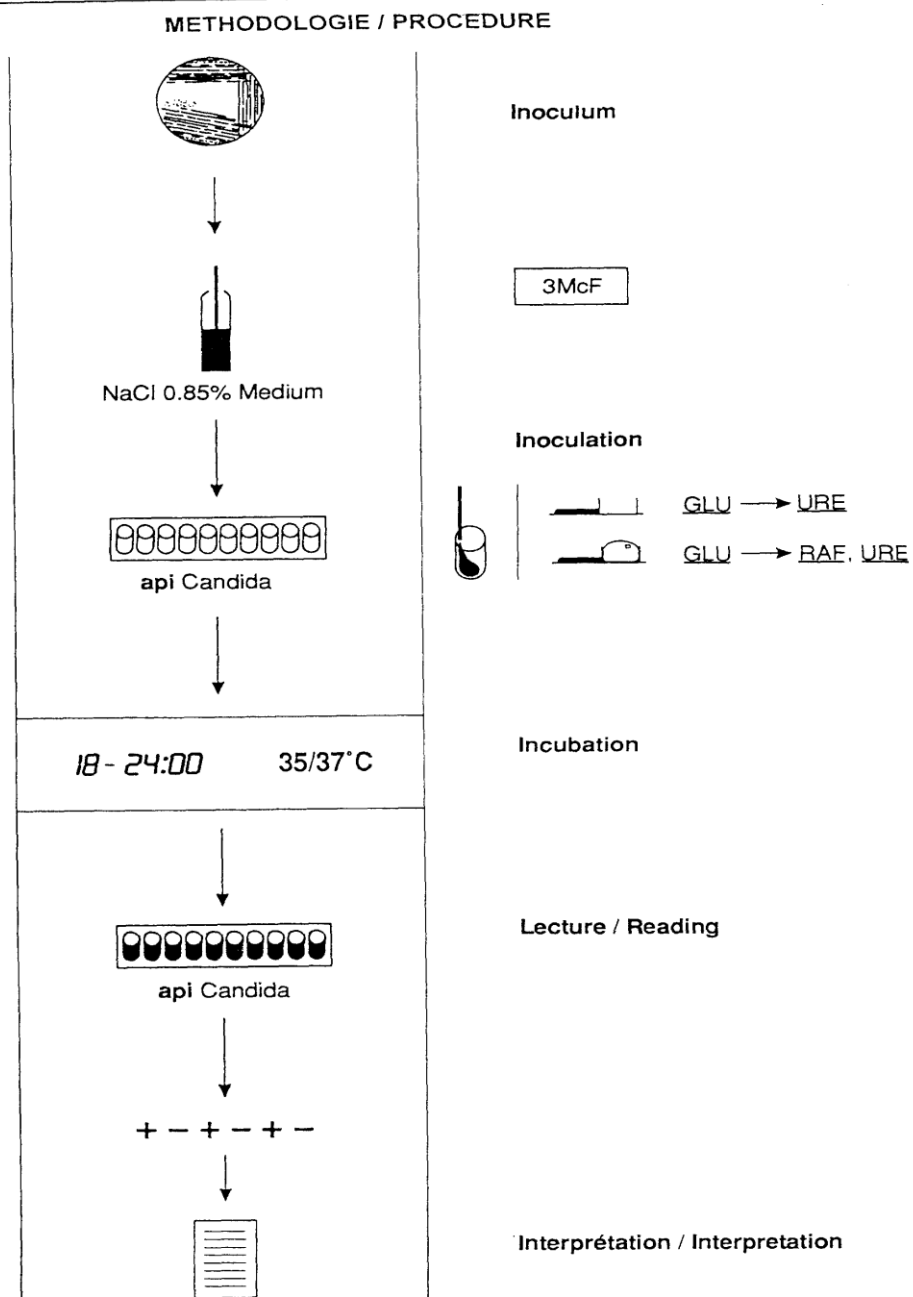 METHODOLOGIE / PROCEDURE
Inoculum
3McF
NaCl 0.85% Medium
Inoculation
GLU → URE
GLU → RAF, URE
api Candida
18 - 24:00 35/37°C
Incubation
Lecture / Reading
api Candida
+ − + − + −
Interprétation / Interpretation